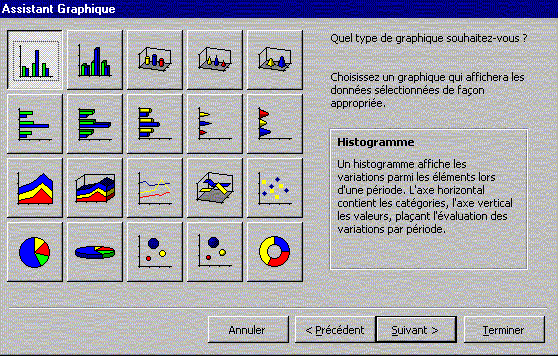 Assistant Graphique
Quel type de graphique souhaitez-vous ?
Choisissez un graphique qui affichera les
données sélectionnées de façon
appropriée.
Histogramme
Un histogramme affiche les
variations parmi les éléments lors
d'une période. L'axe horizontal
contient les catégories, l'axe vertical
les valeurs, plaçant l'évaluation des
variations par période.
Annuler
< Précédent
Suivant >
Terminer